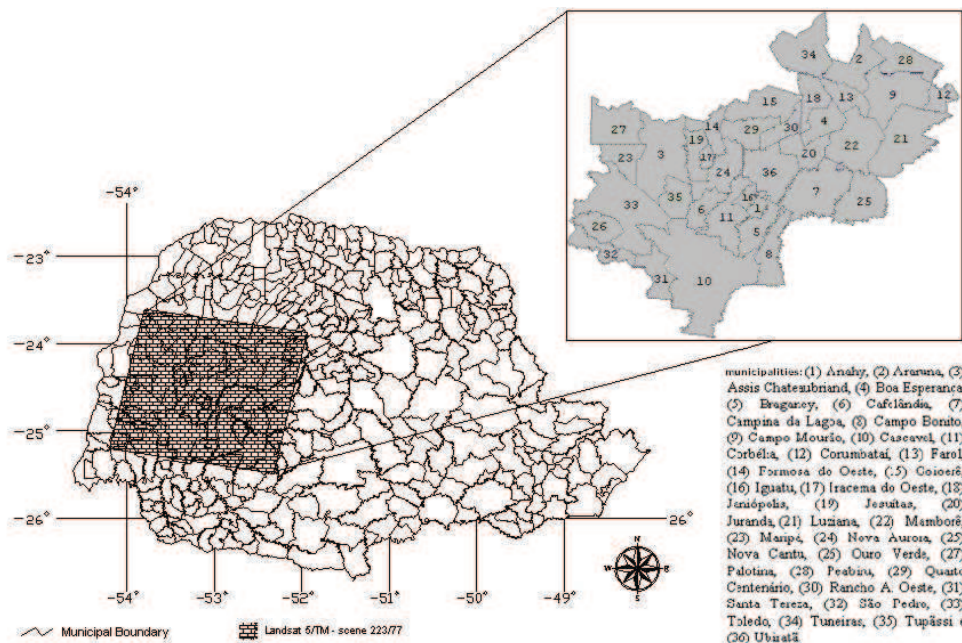 34
2
28
9
12
15
18
13
4
27
14
29
30
21
19
3
22
20
23
17
24
36
35
16
7
33
6
1
25
11
26
5
32
8
31
10
-54°
-23°
-24°
-25°
-26°
26°
-54°
-53°
-52°
-51°
-50°
-49°
N
W
E
S
Municipal Boundary
Landsat 5/TM - scene 223/77
municipalities: (1) Anahy, (2) Araruna, (3)
Assis Chateaubriand, (4) Boa Esperança
(5) Braganey, (6) Cafelândia, (7)
Campina da Lagoa, (8) Campo Bonito,
(9) Campo Mourão, (10) Cascavel, (11)
Corbélia, (12) Corumbataí, (13) Farol,
(14) Formosa do Oeste, (15) Goioerê,
(16) Iguatu, (17) Iracema do Oeste, (18)
Janiópolis, (19) Jesuítas, (20)
Juranda, (21) Luziana, (22) Mamborê,
(23) Maripá, (24) Nova Aurora, (25)
Nova Cantu, (26) Ouro Verde, (27)
Palotina, (28) Peabiru, (29) Quarto
Centenário, (30) Rancho A. Oeste, (31)
Santa Tereza, (32) São Pedro, (33)
Toledo, (34) Tuneiras, (35) Tupãssi e
(36) Ubiratã